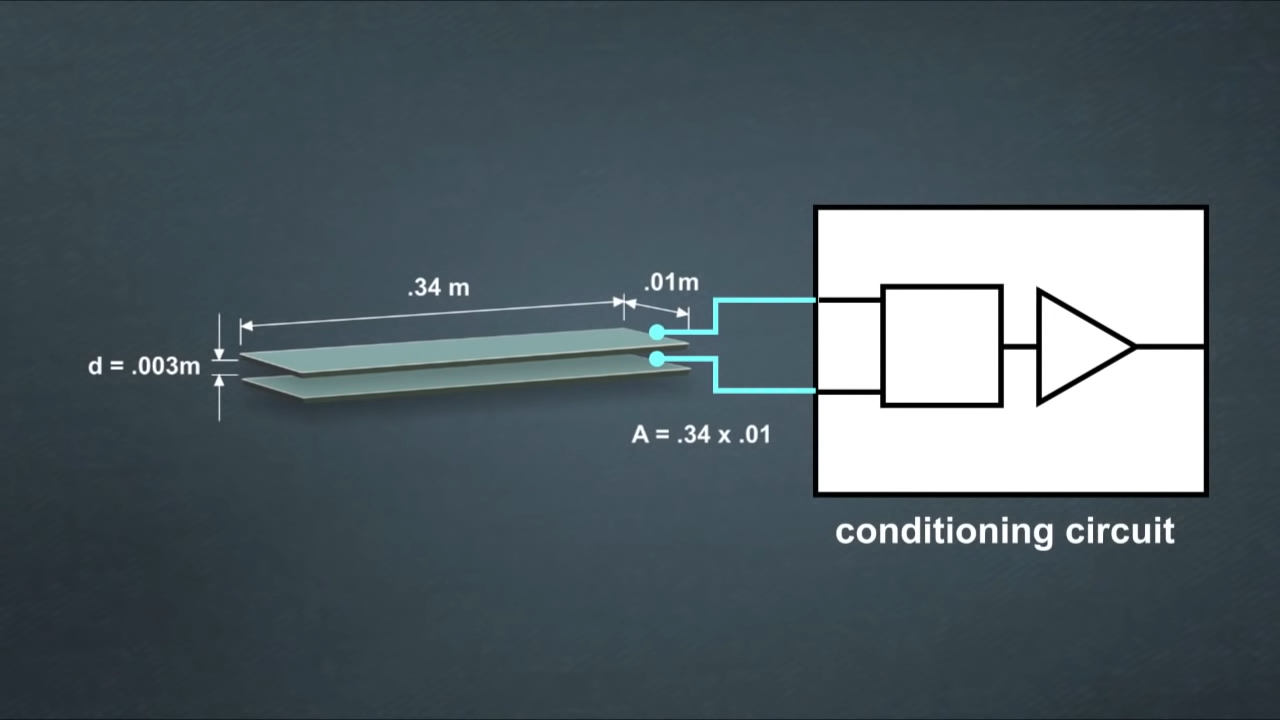 .34 m
.01m
d = .003m
A = .34 x .01
conditioning circuit